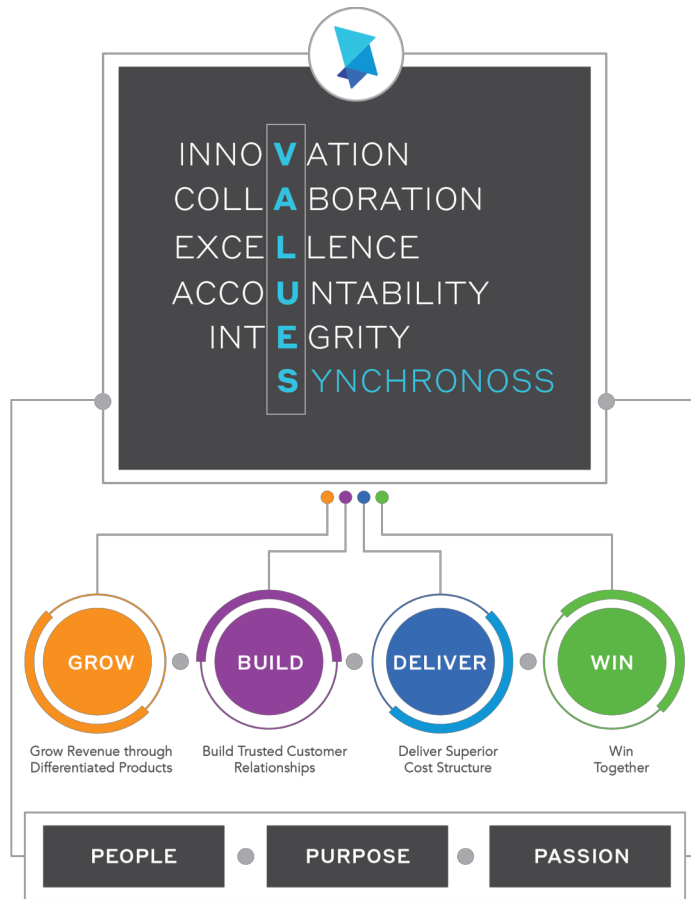 INNOVATION
COLLABORATION
EXCELLENCE
ACCOUNTABILITY
INTEGRITY
SYNCHRONOSS
GROW
BUILD
DELIVER
WIN
Grow Revenue through
Differentiated Products
Build Trusted Customer
Relationships
Deliver Superior
Cost Structure
Win
Together
PEOPLE
PURPOSE
PASSION